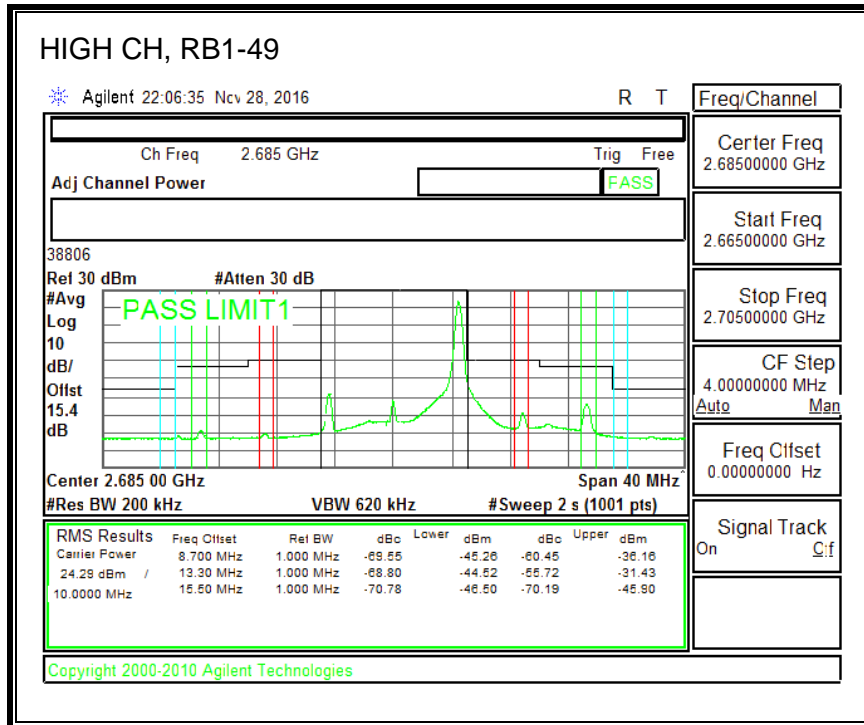 HIGH CH, RB1-49
Agilent 22:06:35 Nov 28, 2016 R T
Freq/Channel
Ch Freq 2.685 GHz Trig Free
Adj Channel Power FASS
Center Freq
2.68500000 GHz
Start Freq
2.66500000 GHz
Stop Freq
2.70500000 GHz
CF Step
4.00000000 MHz
Auto Man
Freq Offset
0.00000000 Hz
Signal Track
On Off
38806
Ref 30 dBm #Atten 30 dB
#Avg
Log
10
dB/
Offst
15.4
dB
PASS LIMIT1
Center 2.685 00 GHz Span 40 MHz
#Res BW 200 kHz VBW 620 kHz #Sweep 2 s (1001 pts)
RMS Results Freq Offset Ref BW dBc Lower dBm dBc Upper dBm
Carrier Power 8.700 MHz 1.000 MHz -69.55 -45.26 -60.45 -36.16
24.29 dBm / 13.30 MHz 1.000 MHz -68.80 -44.52 -55.72 -31.43
10.0000 MHz 15.50 MHz 1.000 MHz -70.78 -46.50 -70.19 -45.90
Copyright 2000-2010 Agilent Technologies